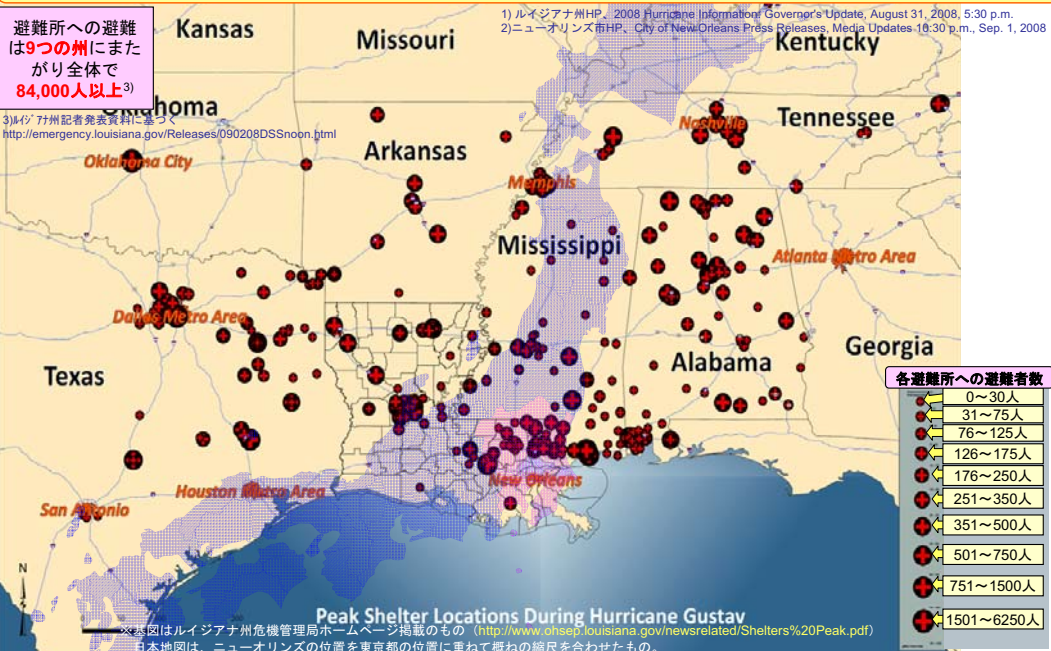 1) ルイジアナ州HP、2008 Hurricane Information Governor's Update, August 31, 2008, 5:30 p.m.
2)ニューオリンズ市HP、City of New Orleans Press Releases, Media Updates 10:30 p.m., Sep. 1, 2008
避難所への避難
は9つの州にまた
がり全体で
84,000人以上3)
3)ルイジアナ州記者発表資料に基づく
http://emergency.louisiana.gov/Releases/090208DSSnoon.html
Kansas
Missouri
Kentucky
Oklahoma
Tennessee
Nashville
Arkansas
Oklahoma City
Memphis
Mississippi
Atlanta Metro Area
Dallas Metro Area
Georgia
Alabama
Texas
New Orleans
Houston Metro Area
San Antonio
各避難所への避難者数
0～30人
31～75人
76～125人
126～175人
176～250人
251～350人
351～500人
501～750人
751～1500人
1501～6250人
N
Peak Shelter Locations During Hurricane Gustav
※基図はルイジアナ州危機管理局ホームページ掲載のもの（http://www.ohsep.louisiana.gov/newsrelated/Shelters%20Peak.pdf）
日本地図は、ニューオリンズの位置を東京都の位置に重ねて概ねの縮尺を合わせたもの。